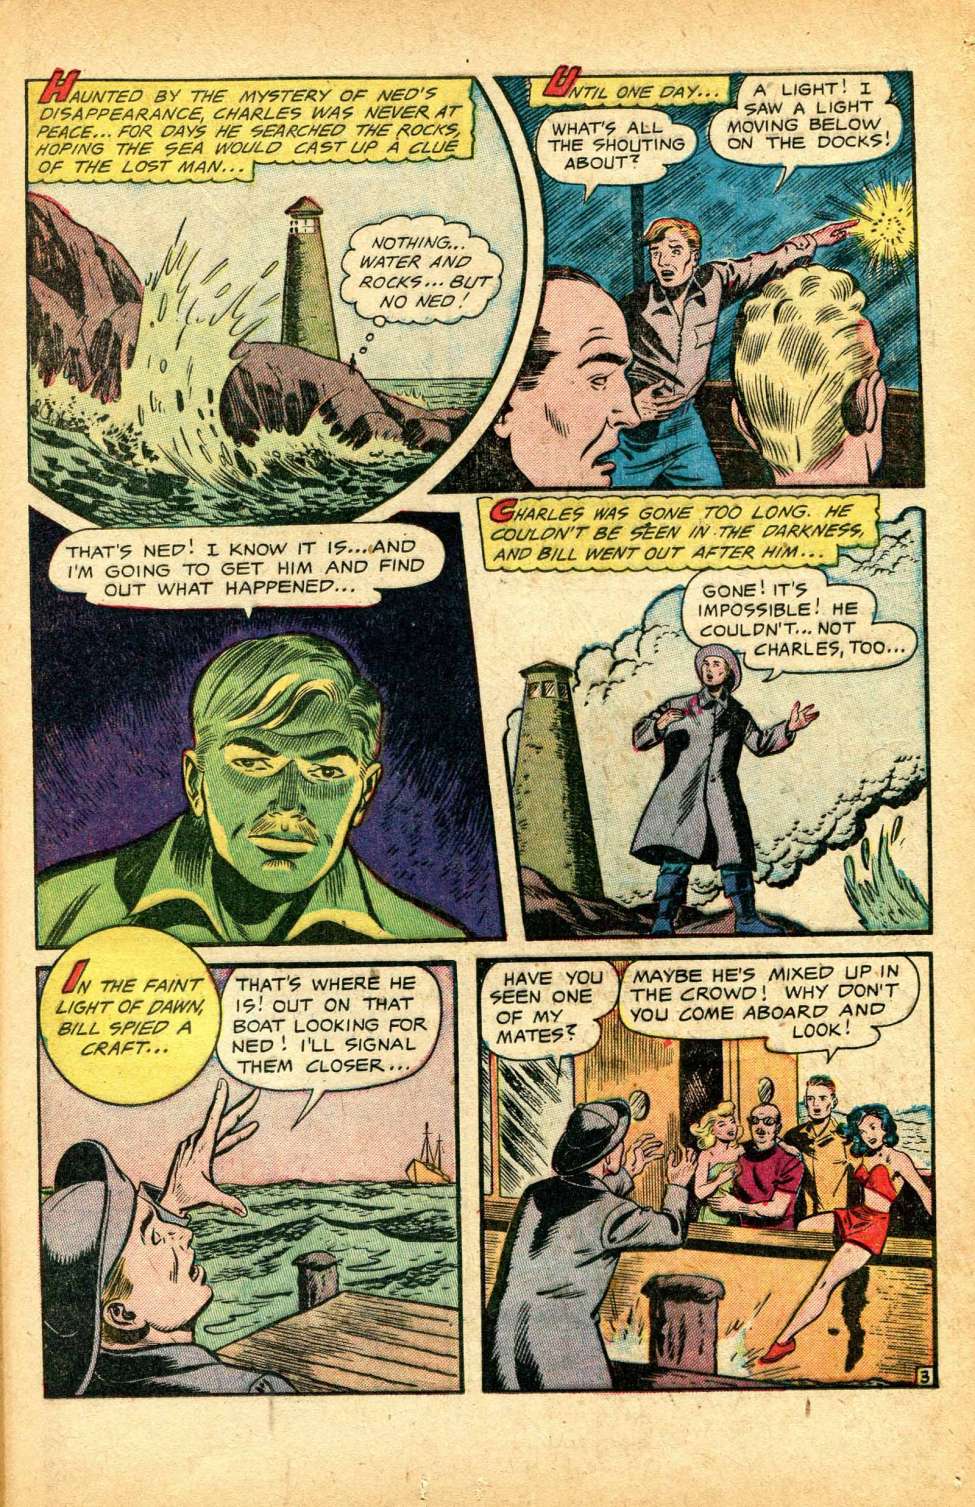 HAUNTED BY THE MYSTERY OF NED'S
DISAPPEARANCE, CHARLES WAS NEVER AT
PEACE... FOR DAYS HE SEARCHED THE ROCKS,
HOPING THE SEA WOULD CAST UP A CLUE
OF THE LOST MAN...
NOTHING...
WATER AND
ROCKS... BUT
NO NED!
UNTIL ONE DAY...
WHAT'S ALL
THE SHOUTING
ABOUT?
A LIGHT! I
SAW A LIGHT
MOVING BELOW
ON THE DOCKS!
THAT'S NED! I KNOW IT IS...AND
I'M GOING TO GET HIM AND FIND
OUT WHAT HAPPENED...
CHARLES WAS GONE TOO LONG. HE
COULDN'T BE SEEN IN THE DARKNESS,
AND BILL WENT OUT AFTER HIM...
GONE! IT'S
IMPOSSIBLE! HE
COULDN'T... NOT
CHARLES, TOO...
IN THE FAINT
LIGHT OF DAWN,
BILL SPIED A
CRAFT...
THAT'S WHERE HE
IS! OUT ON THAT
BOAT LOOKING FOR
NED! I'LL SIGNAL
THEM CLOSER...
HAVE YOU
SEEN ONE
OF MY
MATES?
MAYBE HE'S MIXED UP IN
THE CROWD! WHY DON'T
YOU COME ABOARD AND
LOOK!
3